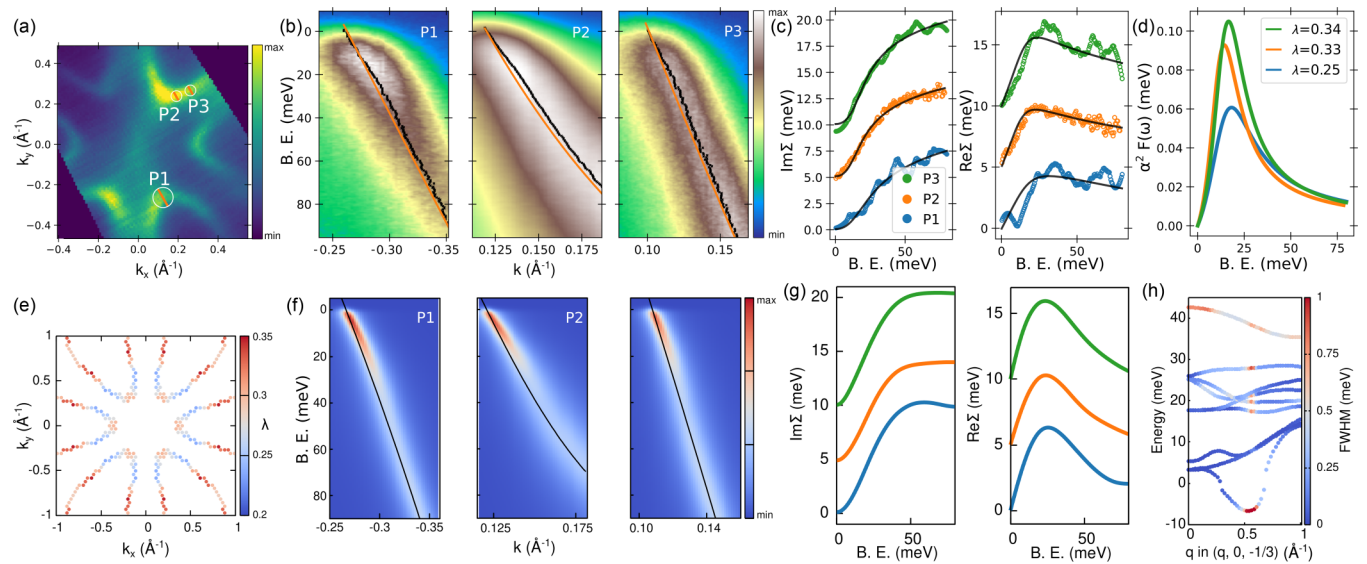 (a)
max
min
0.4
0.2
0.0
-0.2
-0.4
-0.4
-0.2
0.0
0.2
0.4
k_y (Å⁻¹)
k_x (Å⁻¹)
P2
P3
P1
(b)
P1
P2
P3
0
20
40
60
80
B. E. (meV)
-0.25
-0.30
-0.35
0.125
0.150
0.175
0.10
0.15
k (Å⁻¹)
max
min
(c)
20.0
17.5
15.0
12.5
10.0
7.5
5.0
2.5
0.0
ImΣ (meV)
P3
P2
P1
0
50
B. E. (meV)
15
10
5
0
ReΣ (meV)
0
50
B. E. (meV)
(d)
λ=0.34
λ=0.33
λ=0.25
0.10
0.08
0.06
0.04
0.02
0.00
α² F(ω)
0
25
50
75
B. E. (meV)
(e)
1
0.5
0
-0.5
-1
-1
-0.5
0
0.5
1
k_y (Å⁻¹)
k_x (Å⁻¹)
0.35
0.3
0.25
0.2
λ
(f)
P1
P2
0
20
40
60
80
B. E. (meV)
-0.25
-0.3
-0.35
0.125
0.18
0.10
0.14
k (Å⁻¹)
max
min
(g)
20
15
10
5
0
ImΣ (meV)
50
B. E. (meV)
15
10
5
0
ReΣ (meV)
0
50
B. E. (meV)
(h)
40
30
20
10
0
-10
Energy (meV)
0
0.5
1
q in (q, 0, -1/3) (Å⁻¹)
1
0.75
0.5
0.25
0
FWHM (meV)